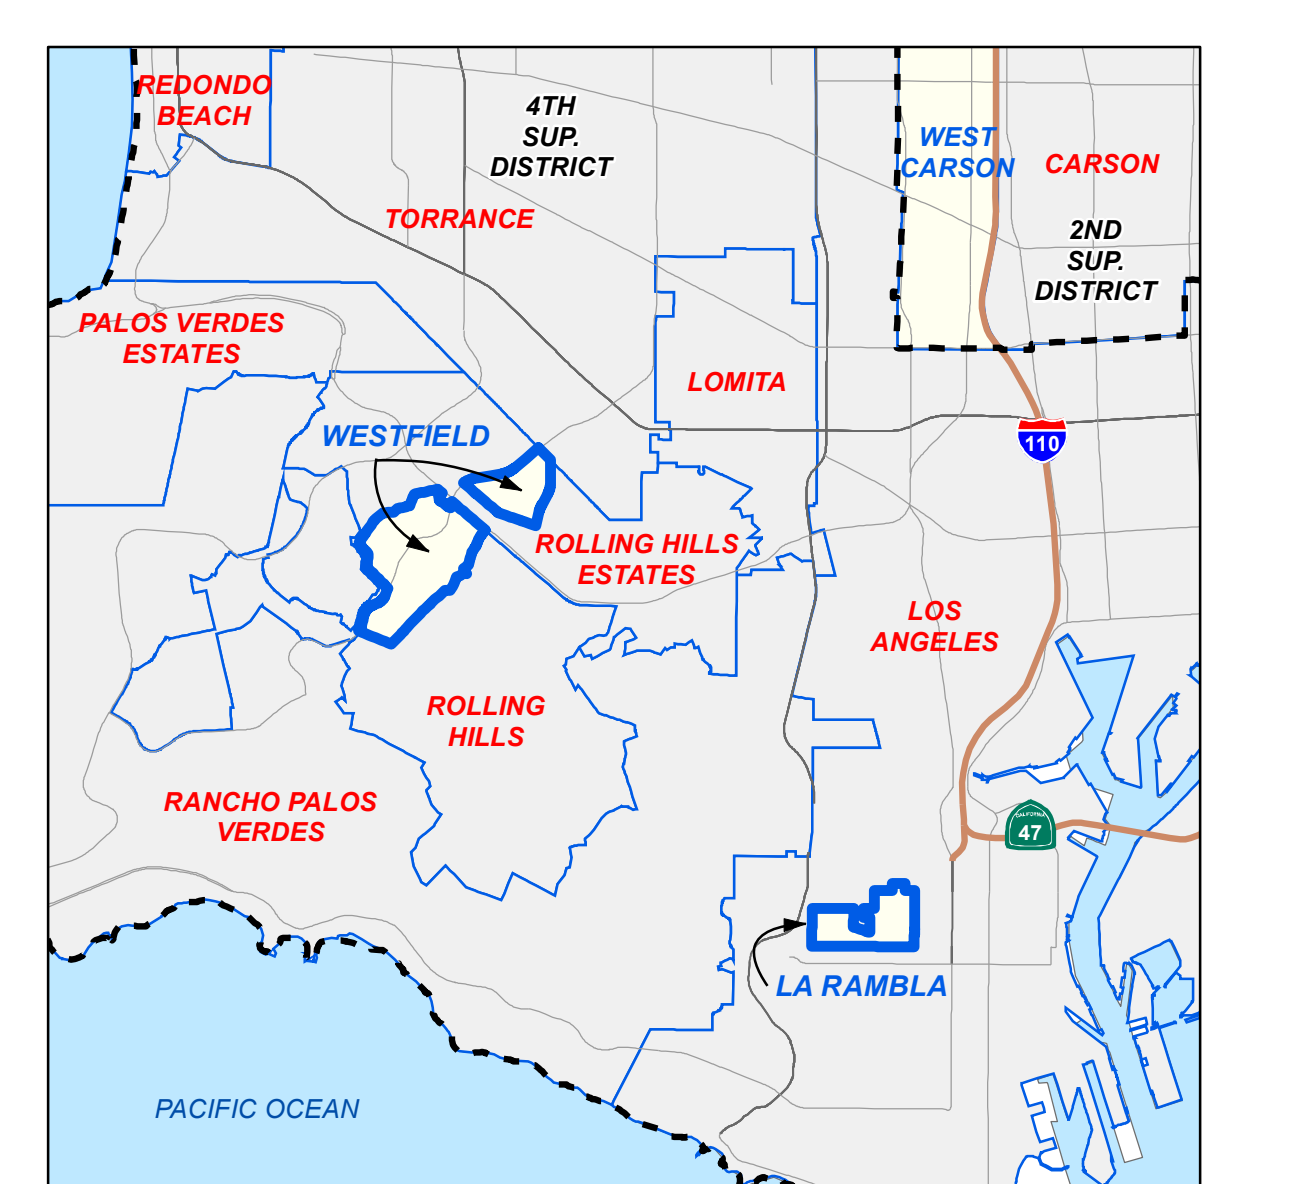 REDONDO
BEACH
4TH
SUP.
DISTRICT
WEST
CARSON
CARSON
TORRANCE
2ND
SUP.
DISTRICT
PALOS VERDES
ESTATES
LOMITA
WESTFIELD
110
ROLLING HILLS
ESTATES
LOS
ANGELES
ROLLING
HILLS
RANCHO PALOS
VERDES
CALIFORNIA
47
LA RAMBLA
PACIFIC OCEAN